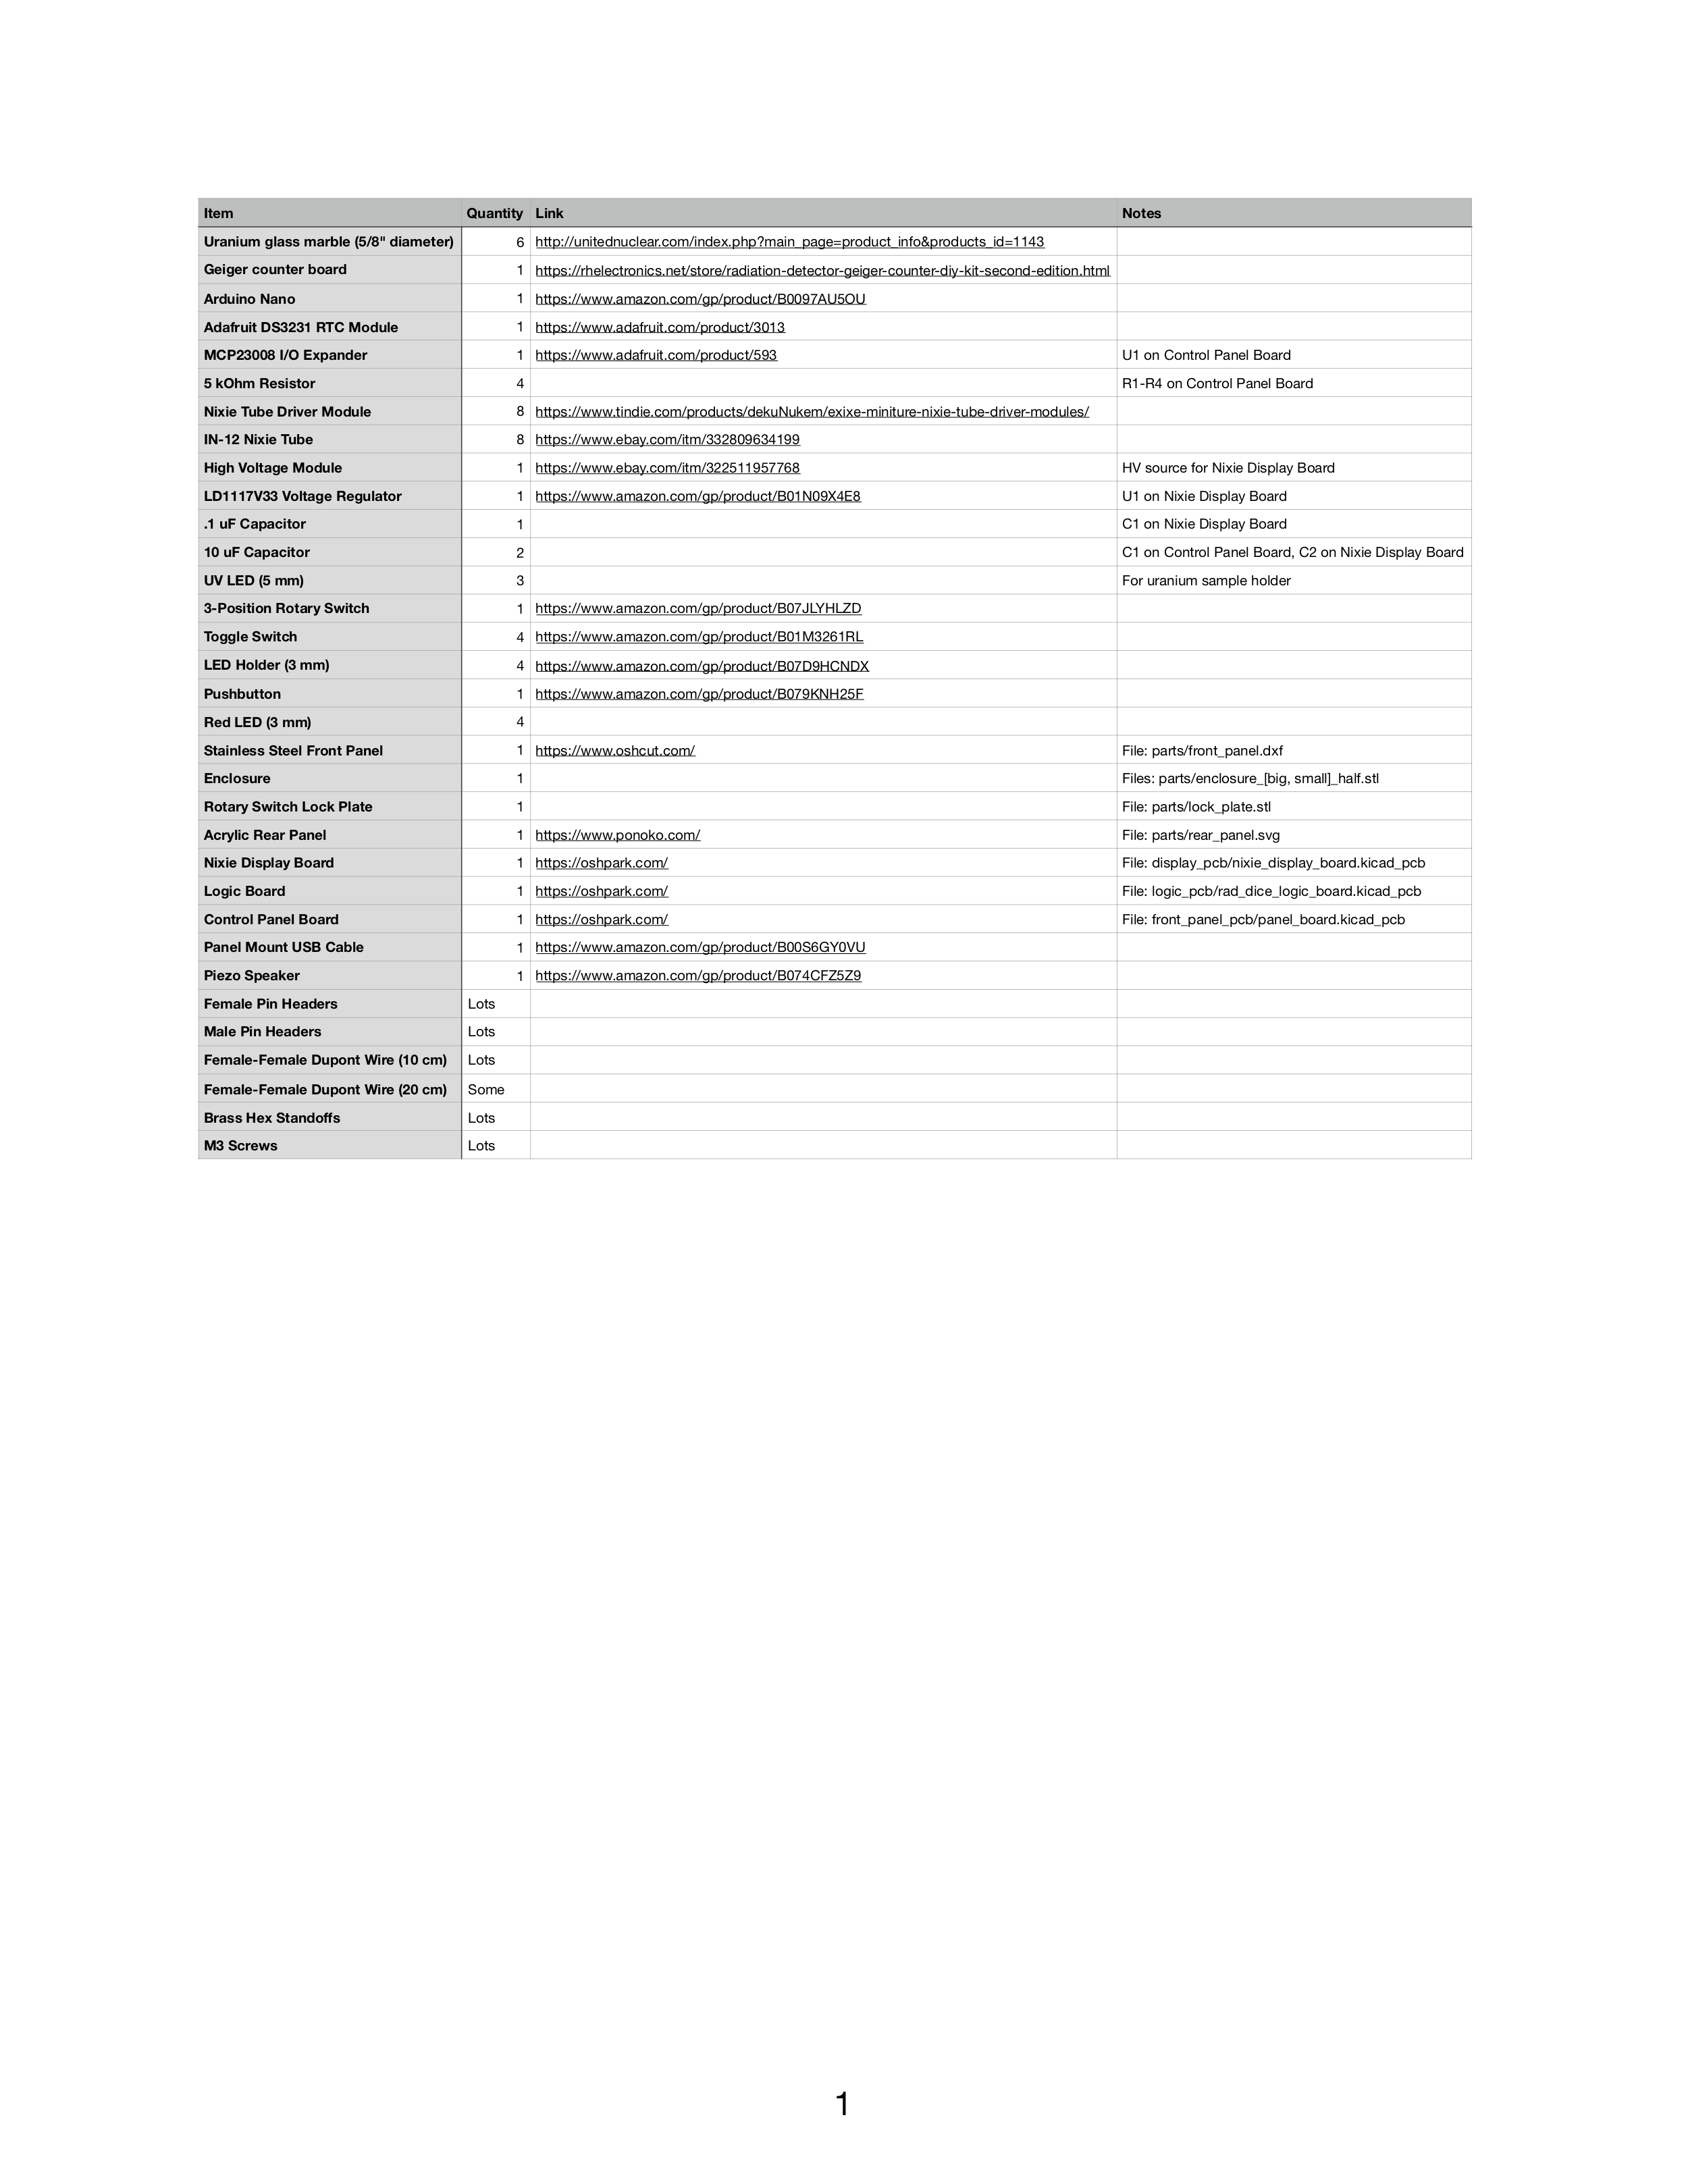 Item Quantity Link Notes
Uranium glass marble (5/8" diameter) 6 http://unitednuclear.com/index.php?main_page=product_info&products_id=1143
Geiger counter board 1 https://rhelectronics.net/store/radiation-detector-geiger-counter-diy-kit-second-edition.html
Arduino Nano 1 https://www.amazon.com/gp/product/B0097AU5OU
Adafruit DS3231 RTC Module 1 https://www.adafruit.com/product/3013
MCP23008 I/O Expander 1 https://www.adafruit.com/product/593 U1 on Control Panel Board
5 kOhm Resistor 4 R1-R4 on Control Panel Board
Nixie Tube Driver Module 8 https://www.tindie.com/products/dekuNukem/exixe-miniture-nixie-tube-driver-modules/
IN-12 Nixie Tube 8 https://www.ebay.com/itm/332809634199
High Voltage Module 1 https://www.ebay.com/itm/322511957768 HV source for Nixie Display Board
LD1117V33 Voltage Regulator 1 https://www.amazon.com/gp/product/B01N09X4E8 U1 on Nixie Display Board
.1 uF Capacitor 1 C1 on Nixie Display Board
10 uF Capacitor 2 C1 on Control Panel Board, C2 on Nixie Display Board
UV LED (5 mm) 3 For uranium sample holder
3-Position Rotary Switch 1 https://www.amazon.com/gp/product/B07JLYHLZD
Toggle Switch 4 https://www.amazon.com/gp/product/B01M3261RL
LED Holder (3 mm) 4 https://www.amazon.com/gp/product/B07D9HCNDX
Pushbutton 1 https://www.amazon.com/gp/product/B079KNH25F
Red LED (3 mm) 4
Stainless Steel Front Panel 1 https://www.oshcut.com/ File: parts/front_panel.dxf
Enclosure 1 Files: parts/enclosure_[big, small]_half.stl
Rotary Switch Lock Plate 1 File: parts/lock_plate.stl
Acrylic Rear Panel 1 https://www.ponoko.com/ File: parts/rear_panel.svg
Nixie Display Board 1 https://oshpark.com/ File: display_pcb/nixie_display_board.kicad_pcb
Logic Board 1 https://oshpark.com/ File: logic_pcb/rad_dice_logic_board.kicad_pcb
Control Panel Board 1 https://oshpark.com/ File: front_panel_pcb/panel_board.kicad_pcb
Panel Mount USB Cable 1 https://www.amazon.com/gp/product/B00S6GY0VU
Piezo Speaker 1 https://www.amazon.com/gp/product/B074CFZ5Z9
Female Pin Headers Lots
Male Pin Headers Lots
Female-Female Dupont Wire (10 cm) Lots
Female-Female Dupont Wire (20 cm) Some
Brass Hex Standoffs Lots
M3 Screws Lots
1